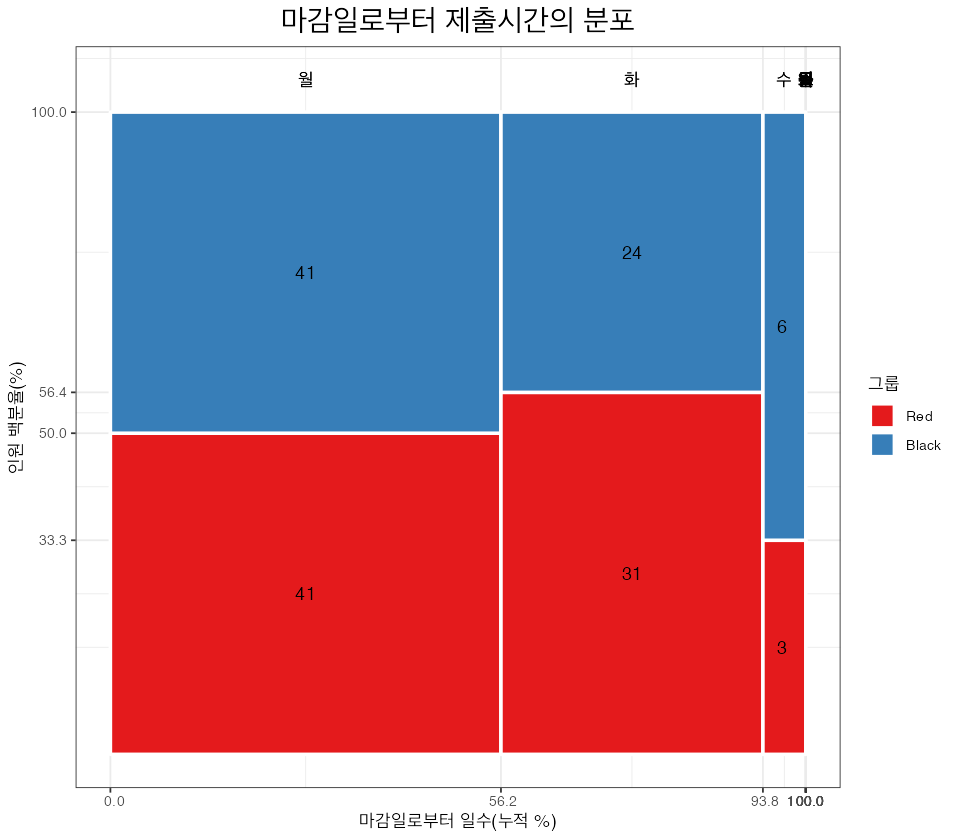 마감일로부터 제출시간의 분포
월 화 수
100.0
56.4
50.0
33.3
인원 백분율(%)
41 24 6
41 31 3
0.0 56.2 93.8 100.0
마감일로부터 일수(누적 %)
그룹
Red
Black